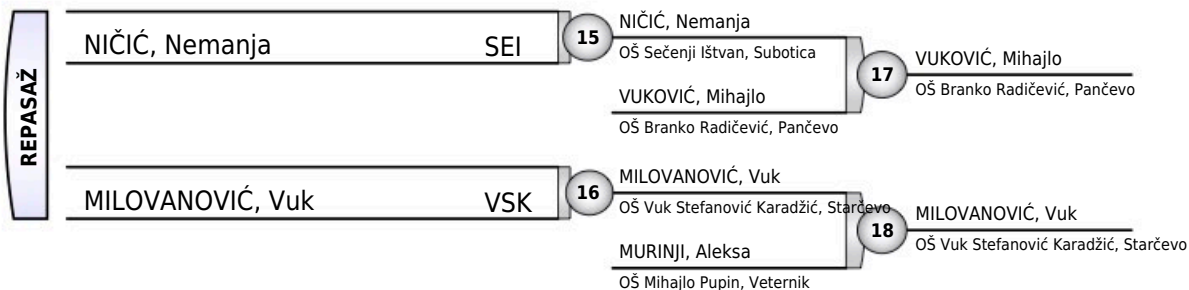 REPASAŽ
NIČIĆ, Nemanja SEI
15
NIČIĆ, Nemanja
OŠ Sečenji Ištvan, Subotica
VUKOVIĆ, Mihajlo
OŠ Branko Radičević, Pančevo
17
VUKOVIĆ, Mihajlo
OŠ Branko Radičević, Pančevo
MILOVANOVIĆ, Vuk VSK
16
MILOVANOVIĆ, Vuk
OŠ Vuk Stefanović Karadžić, Starčevo
MURINJI, Aleksa
OŠ Mihajlo Pupin, Veternik
18
MILOVANOVIĆ, Vuk
OŠ Vuk Stefanović Karadžić, Starčevo